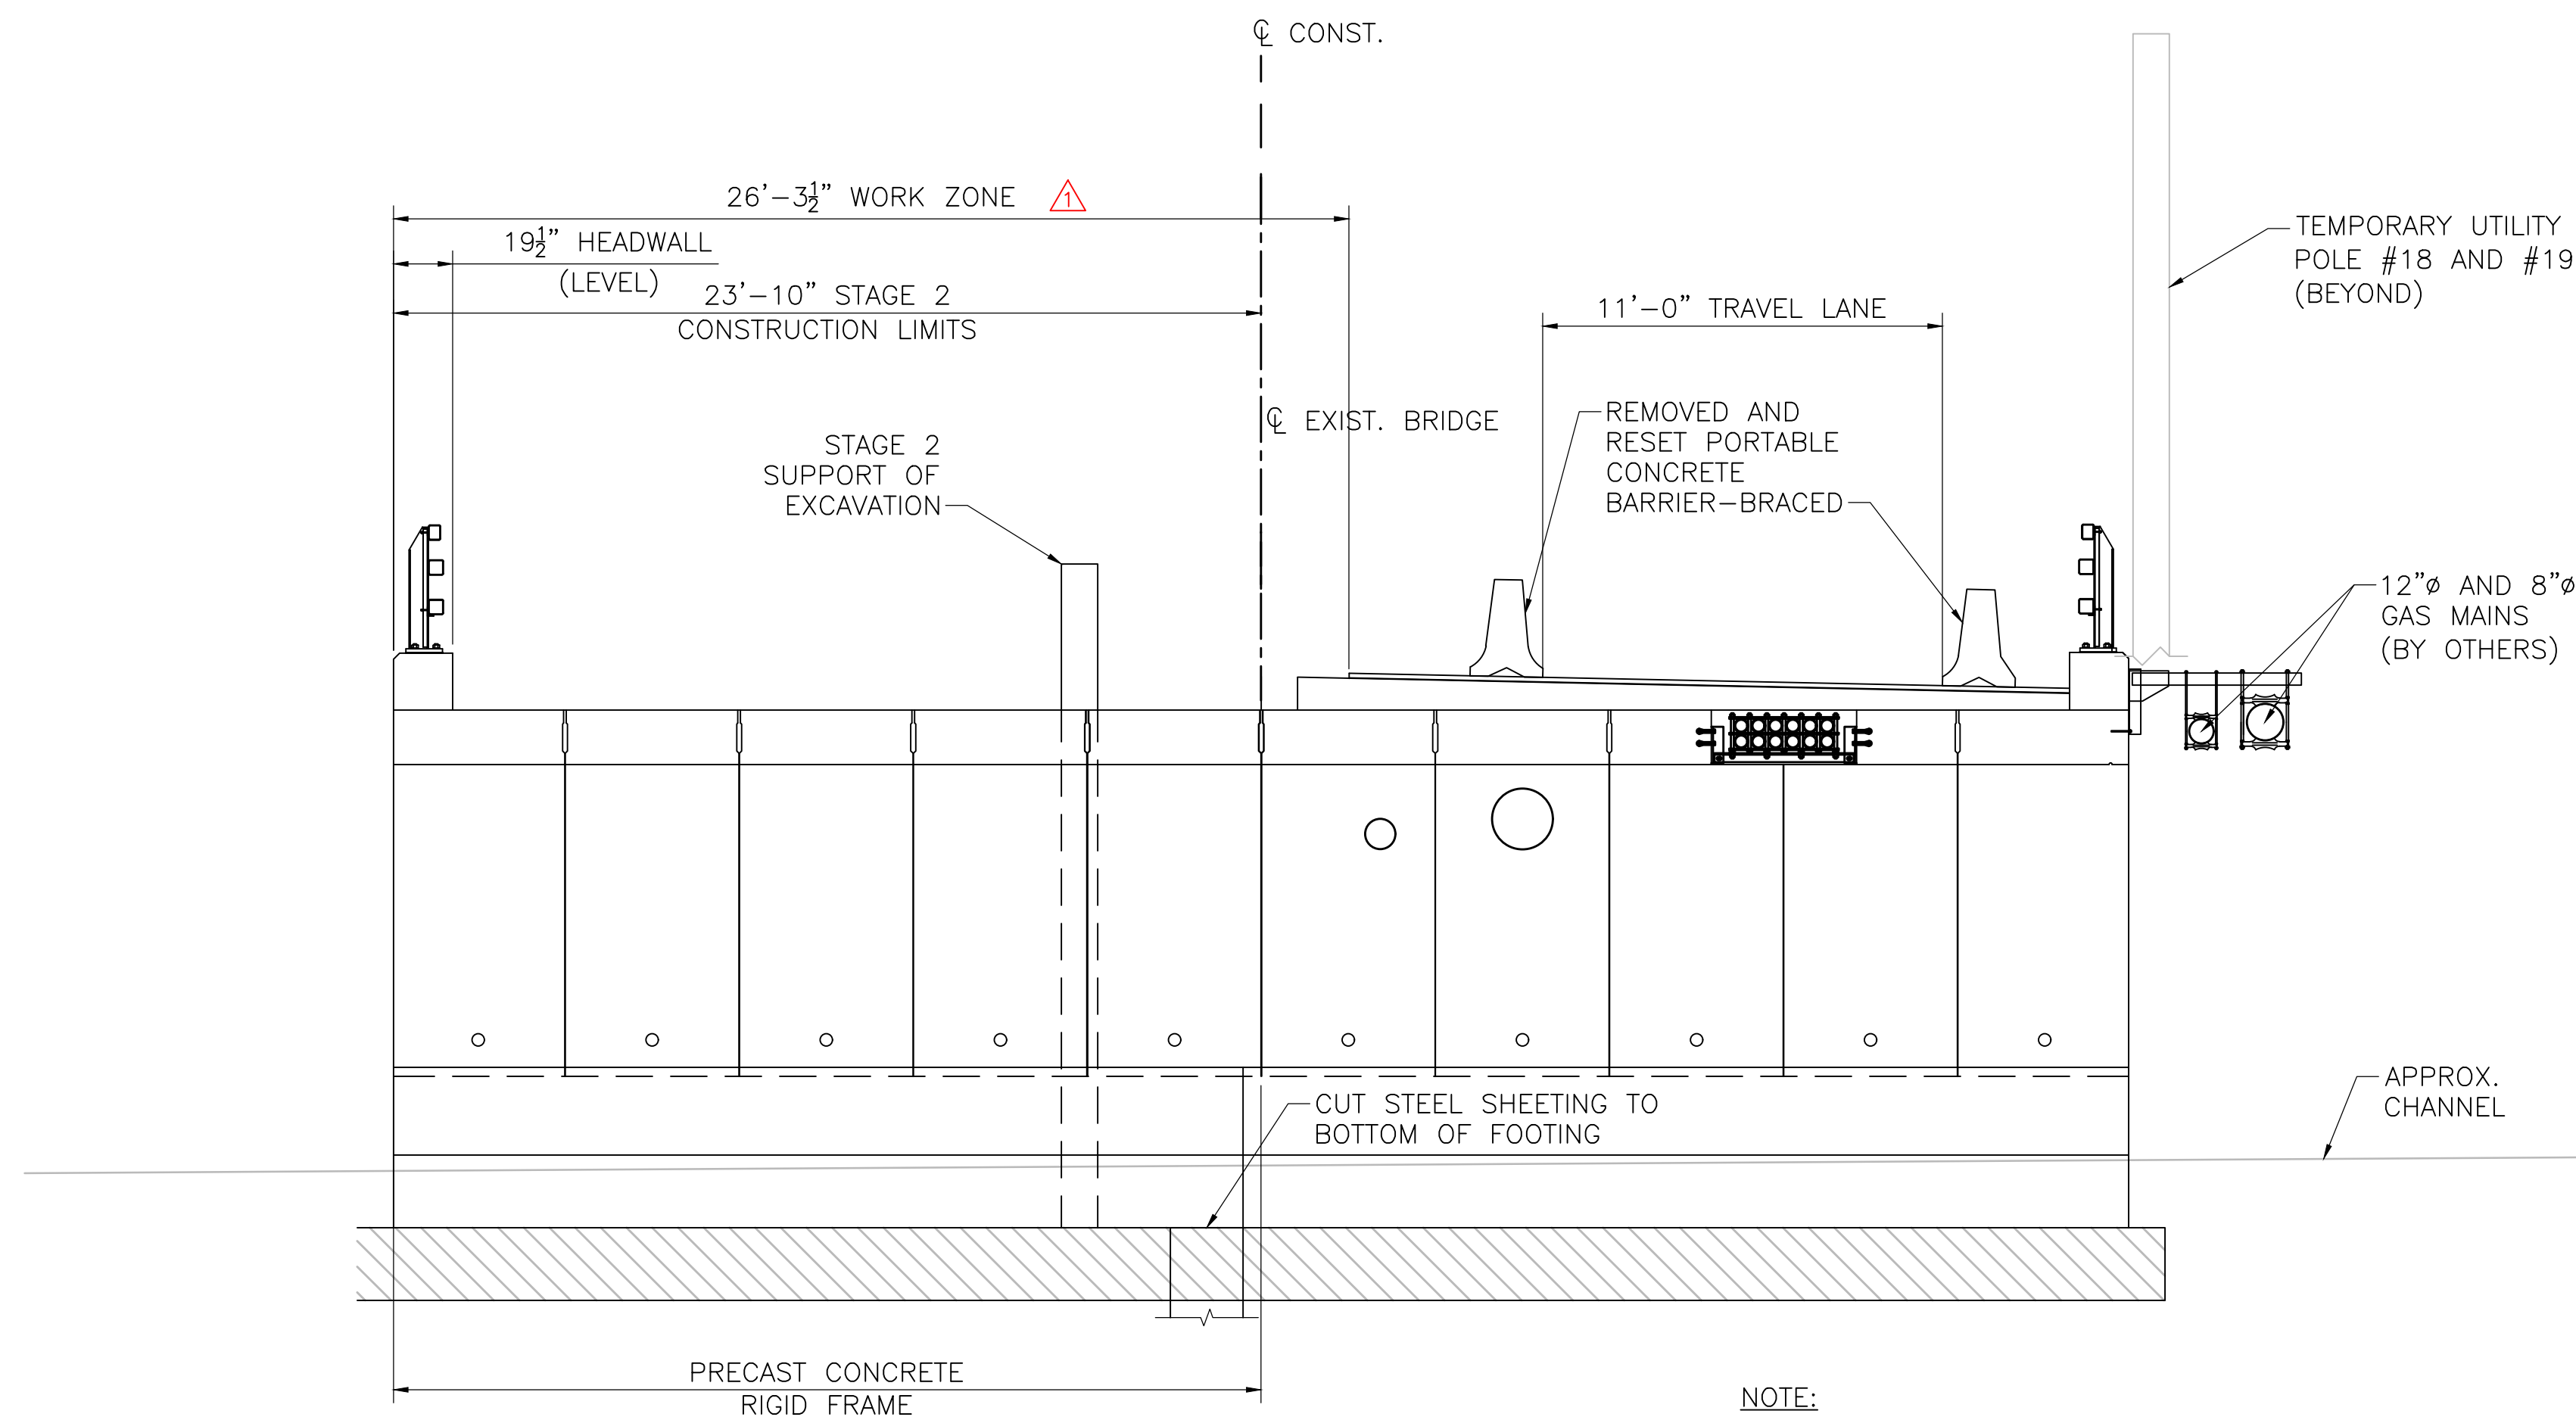 ℄ CONST.
26'-3½" WORK ZONE 1
19½" HEADWALL
(LEVEL)
23'-10" STAGE 2
CONSTRUCTION LIMITS
11'-0" TRAVEL LANE
TEMPORARY UTILITY
POLE #18 AND #19
(BEYOND)
℄ EXIST. BRIDGE
STAGE 2
SUPPORT OF
EXCAVATION
REMOVED AND
RESET PORTABLE
CONCRETE
BARRIER-BRACED
12"ø AND 8"ø
GAS MAINS
(BY OTHERS)
APPROX.
CHANNEL
CUT STEEL SHEETING TO
BOTTOM OF FOOTING
PRECAST CONCRETE
RIGID FRAME
NOTE: